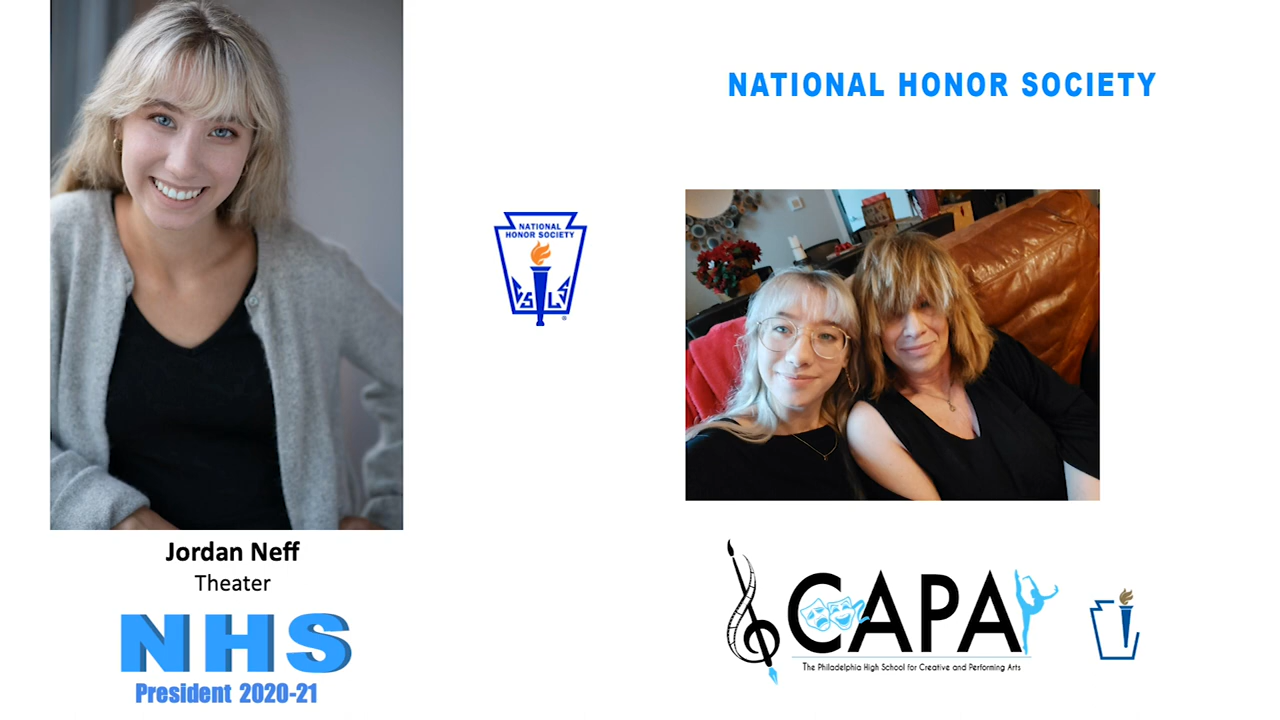 NATIONAL HONOR SOCIETY
NATIONAL
HONOR SOCIETY
C S L S
®
Jordan Neff
Theater
NHS
President 2020-21
CAPA
The Philadelphia High School for Creative and Performing Arts